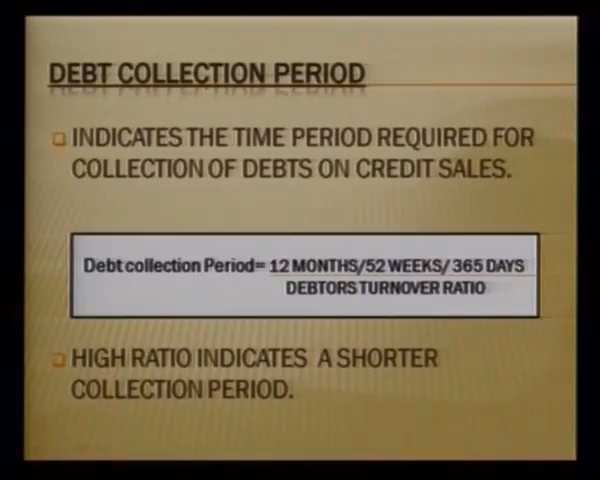 DEBT COLLECTION PERIOD
INDICATES THE TIME PERIOD REQUIRED FOR
COLLECTION OF DEBTS ON CREDIT SALES.
Debt collection Period= 12 MONTHS/52 WEEKS/ 365 DAYS
DEBTORS TURNOVER RATIO
HIGH RATIO INDICATES A SHORTER
COLLECTION PERIOD.